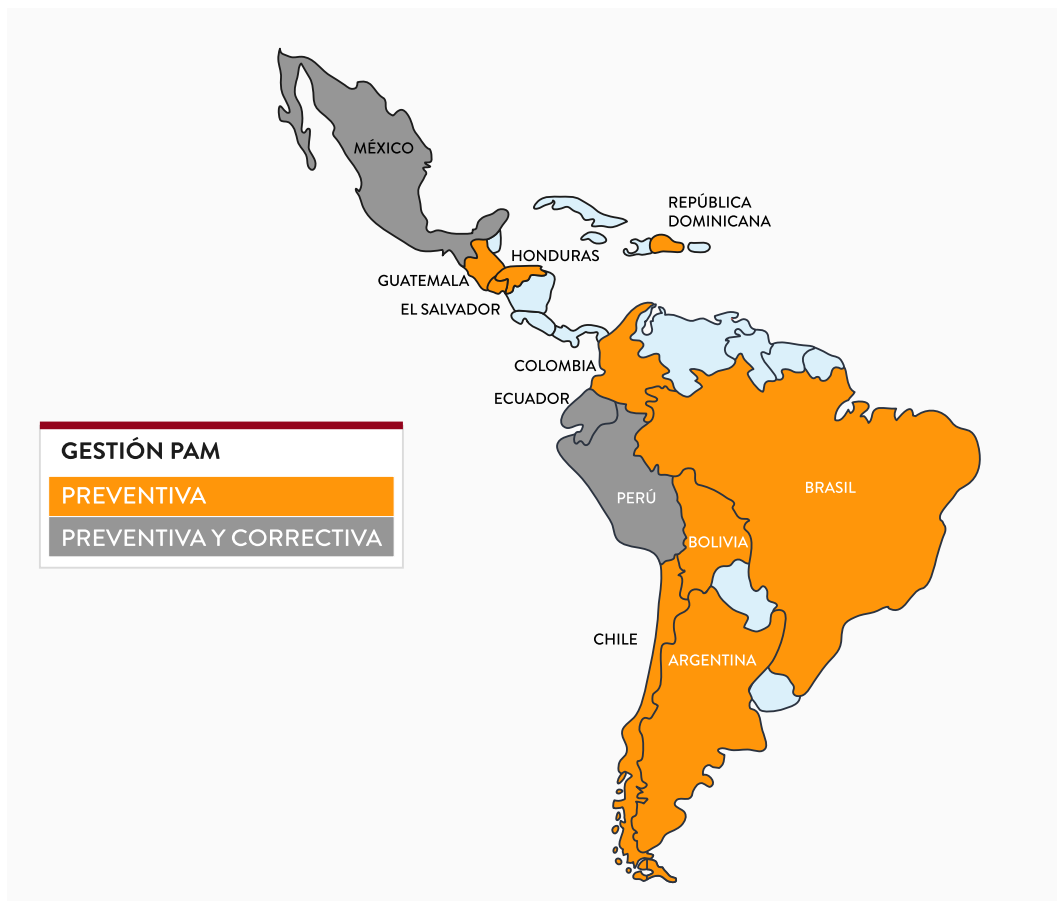 MÉXICO
REPÚBLICA
DOMINICANA
HONDURAS
GUATEMALA
EL SALVADOR
COLOMBIA
ECUADOR
GESTIÓN PAM
PREVENTIVA
PREVENTIVA Y CORRECTIVA
BRASIL
PERÚ
BOLIVIA
CHILE
ARGENTINA